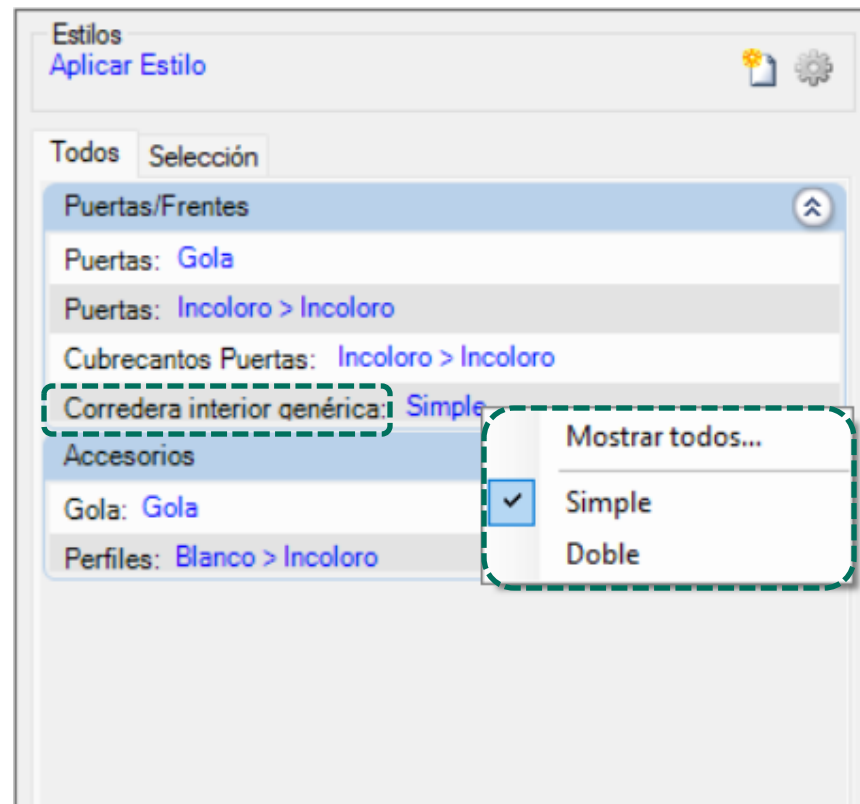 Estilos
Aplicar Estilo
Todos Selección
Puertas/Frentes
Puertas: Gola
Puertas: Incoloro > Incoloro
Cubrecantos Puertas: Incoloro > Incoloro
Corredera interior genérica: Simple
Mostrar todos...
Simple
Doble
Accesorios
Gola: Gola
Perfiles: Blanco > Incoloro